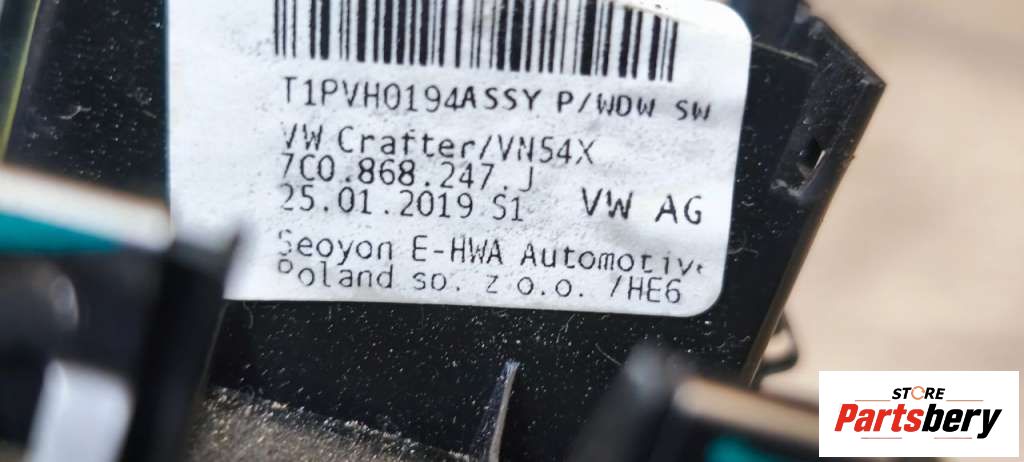 T1PVH0194ASSY P/WDW SW
VW Crafter/VN54X
7C0.868.247.J
25.01.2019 S1 VW AG
Seoyon E-HWA Automotive
Poland sp. z o.o. /HE6
STORE
Partsbery